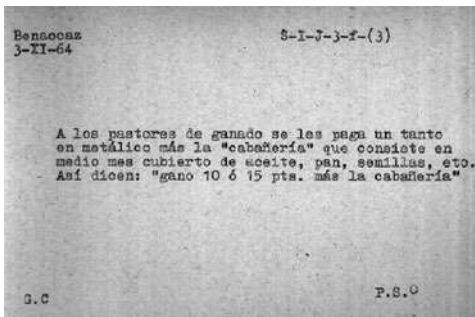 Benaocaz S-I-J-3-f-(3)
3-XI-64
A los pastores de ganado se les paga un tanto
en metálico más la "cabañería" que consiste en
medio mes cubierto de aceite, pan, semillas, etc.
Así dicen: "gano 10 ó 15 pts. más la cabañería"
G.C P.S.O